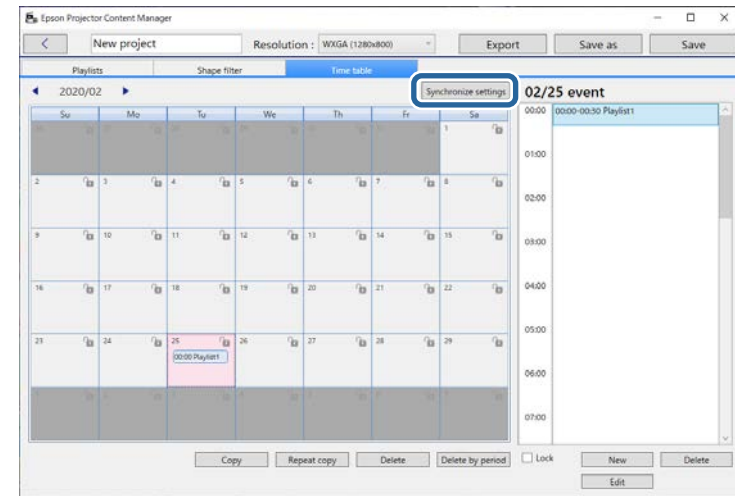 Epson Projector Content Manager
New project Resolution : WXGA (1280x800) Export Save as Save
Playlists Shape filter Time table
2020/02 Synchronize settings 02/25 event
Su Mo Tu We Th Fr Sa
00:00 00:00-00:30 Playlist1
1
01:00
2 3 4 5 6 7 8
02:00
9 10 11 12 13 14 15
03:00
16 17 18 19 20 21 22
04:00
05:00
23 24 25 26 27 28 29
00:00 Playlist1
06:00
07:00
Copy Repeat copy Delete Delete by period Lock New Delete
Edit